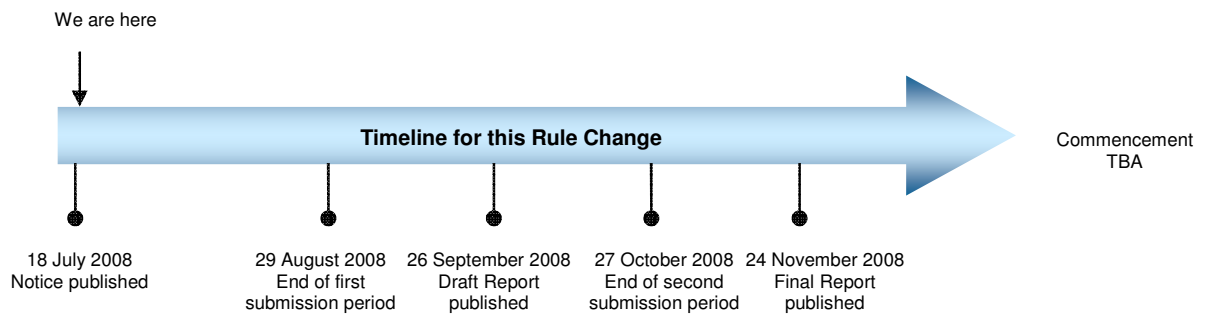 We are here
Timeline for this Rule Change
Commencement
TBA
18 July 2008
Notice published
29 August 2008
End of first
submission period
26 September 2008
Draft Report
published
27 October 2008
End of second
submission period
24 November 2008
Final Report
published